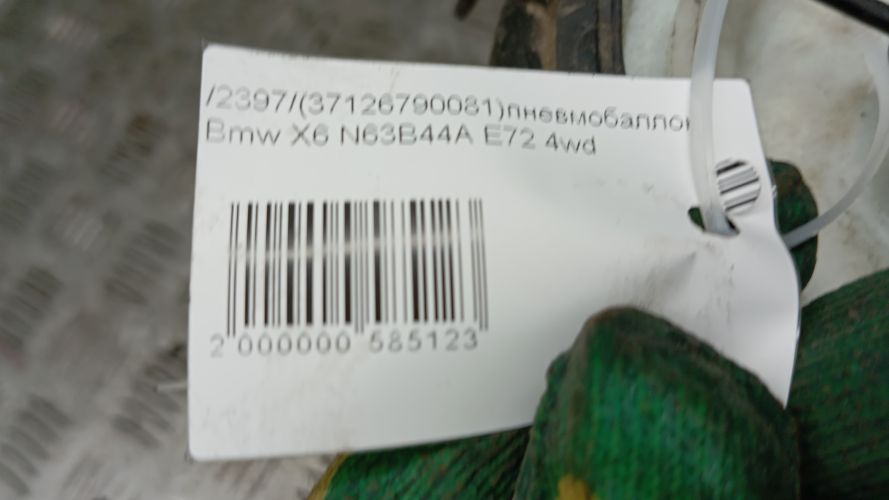 /2397/(37126790081)пневмобаллон
Bmw X6 N63B44A E72 4wd
2 000000 585123